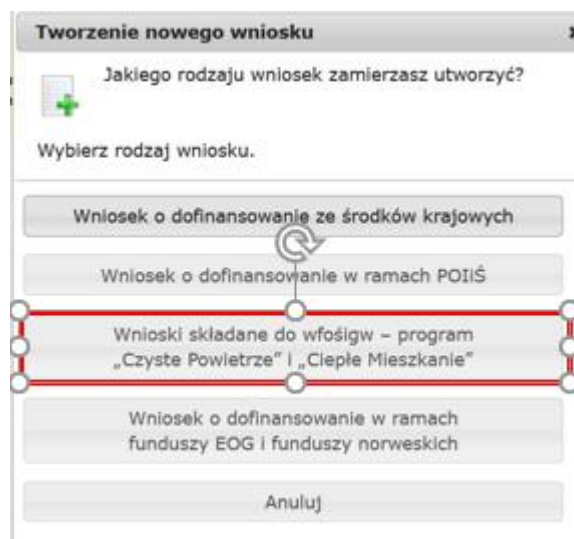 Tworzenie nowego wniosku
Jakiego rodzaju wniosek zamierzasz utworzyć?
Wybierz rodzaj wniosku.
Wniosek o dofinansowanie ze środków krajowych
Wniosek o dofinansowanie w ramach POIiŚ
Wnioski składane do wfośigw – program
„Czyste Powietrze” i „Ciepłe Mieszkanie”
Wniosek o dofinansowanie w ramach
funduszy EOG i funduszy norweskich
Anuluj